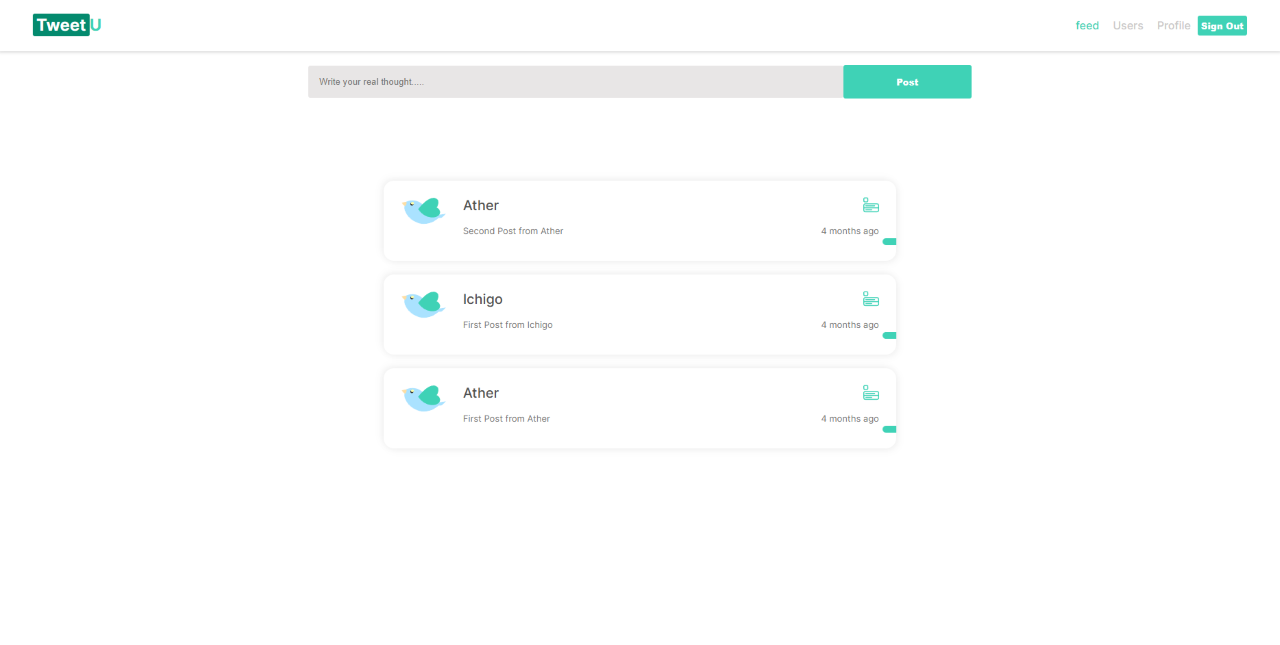 TweetU
feed Users Profile Sign Out
Write your real thought..... Post
Ather
Second Post from Ather 4 months ago
Ichigo
First Post from Ichigo 4 months ago
Ather
First Post from Ather 4 months ago